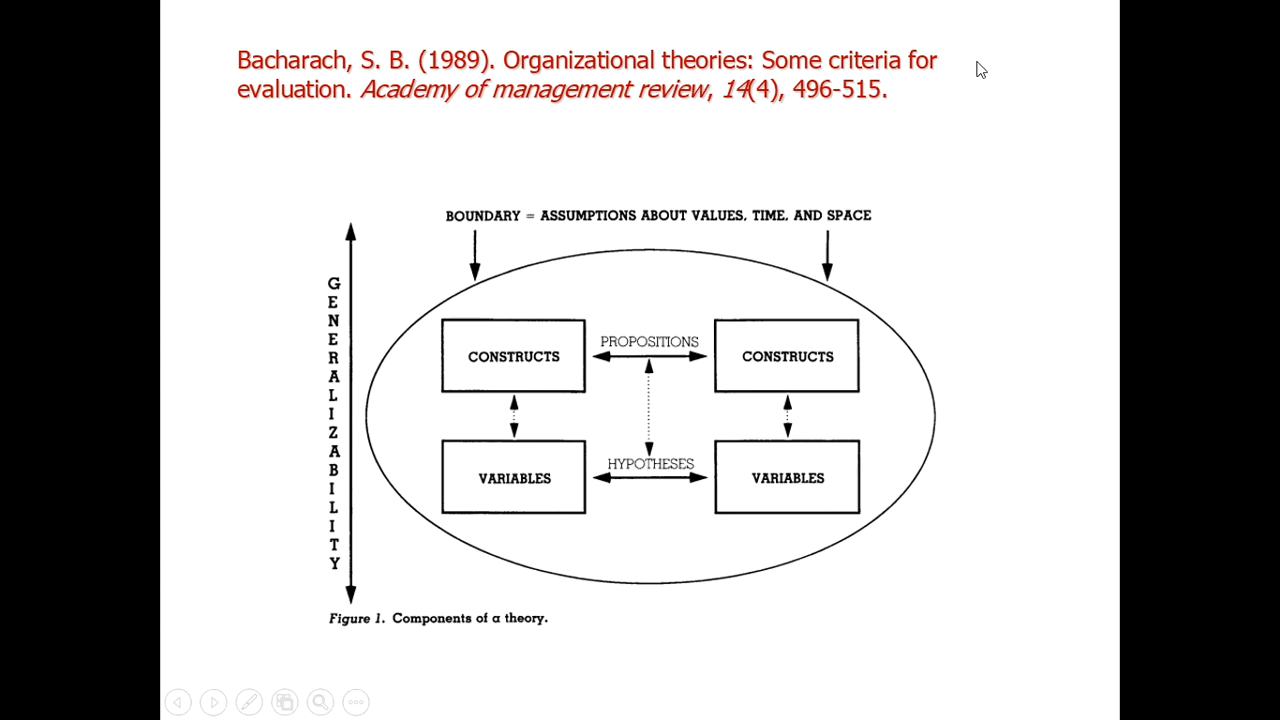 Bacharach, S. B. (1989). Organizational theories: Some criteria for
evaluation. Academy of management review, 14(4), 496-515.
BOUNDARY = ASSUMPTIONS ABOUT VALUES, TIME, AND SPACE
GENERALIZABILITY
CONSTRUCTS
PROPOSITIONS
CONSTRUCTS
VARIABLES
HYPOTHESES
VARIABLES
Figure 1. Components of a theory.